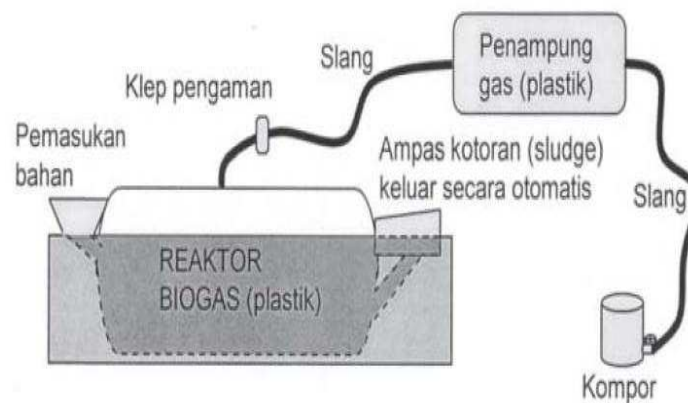 Penampung
gas (plastik)
Slang
Klep pengaman
Pemasukan
bahan
Ampas kotoran (sludge)
keluar secara otomatis
Slang
REAKTOR
BIOGAS (plastik)
Kompor